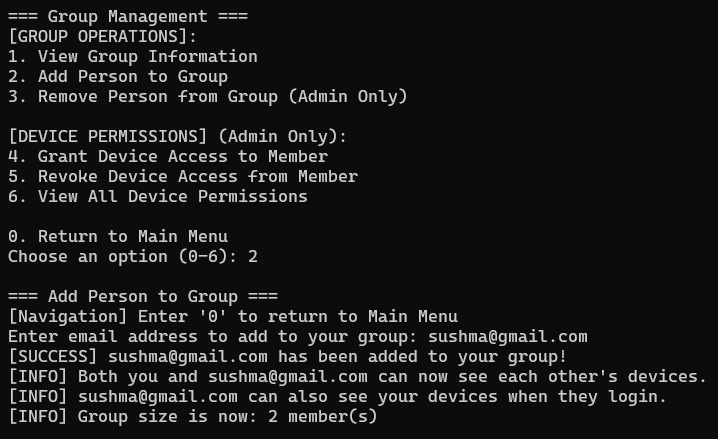 === Group Management ===
[GROUP OPERATIONS]:
1. View Group Information
2. Add Person to Group
3. Remove Person from Group (Admin Only)
[DEVICE PERMISSIONS] (Admin Only):
4. Grant Device Access to Member
5. Revoke Device Access from Member
6. View All Device Permissions
0. Return to Main Menu
Choose an option (0-6): 2
=== Add Person to Group ===
[Navigation] Enter '0' to return to Main Menu
Enter email address to add to your group: sushma@gmail.com
[SUCCESS] sushma@gmail.com has been added to your group!
[INFO] Both you and sushma@gmail.com can now see each other's devices.
[INFO] sushma@gmail.com can also see your devices when they login.
[INFO] Group size is now: 2 member(s)